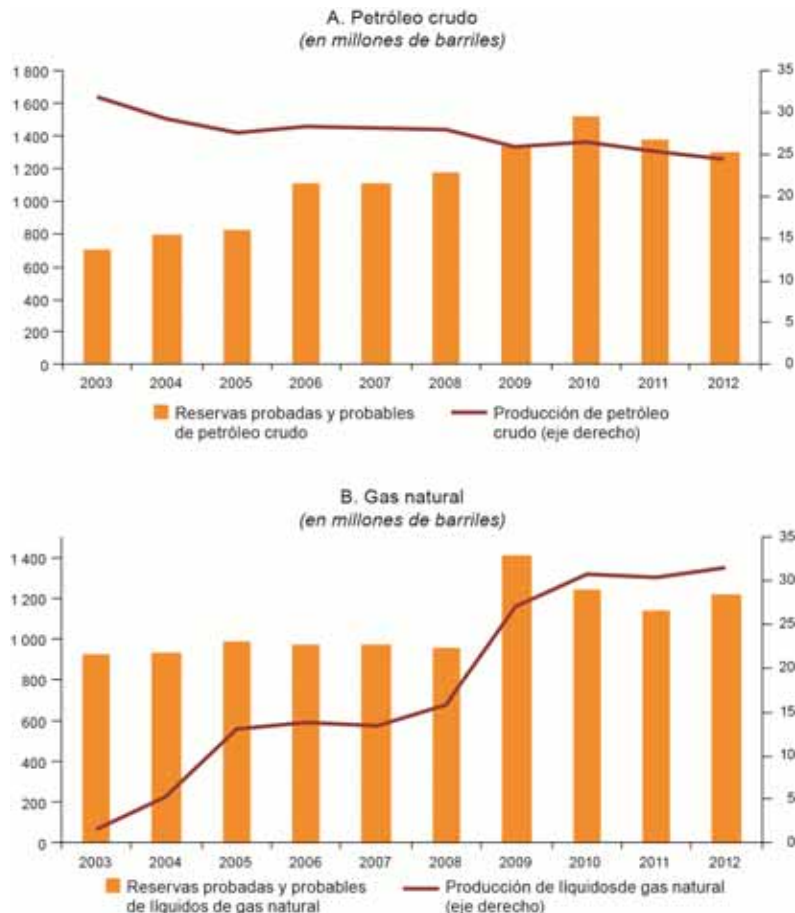 A. Petróleo crudo
(en millones de barriles)
1 800
1 600
1 400
1 200
1 000
800
600
400
200
0
35
30
25
20
15
10
5
0
2003 2004 2005 2006 2007 2008 2009 2010 2011 2012
Reservas probadas y probables
de petróleo crudo
Producción de petróleo
crudo (eje derecho)
B. Gas natural
(en millones de barriles)
1 400
1 200
1 000
800
600
400
200
0
35
30
25
20
15
10
5
0
2003 2004 2005 2006 2007 2008 2009 2010 2011 2012
Reservas probadas y probables
de líquidos de gas natural
Producción de líquidosde gas natural
(eje derecho)